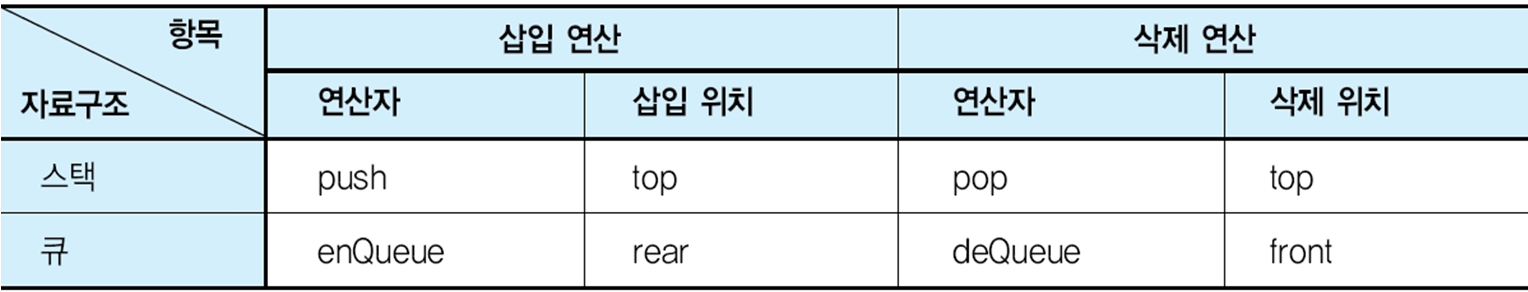 항목 삽입 연산 삭제 연산
자료구조 연산자 삽입 위치 연산자 삭제 위치
스택 push top pop top
큐 enQueue rear deQueue front